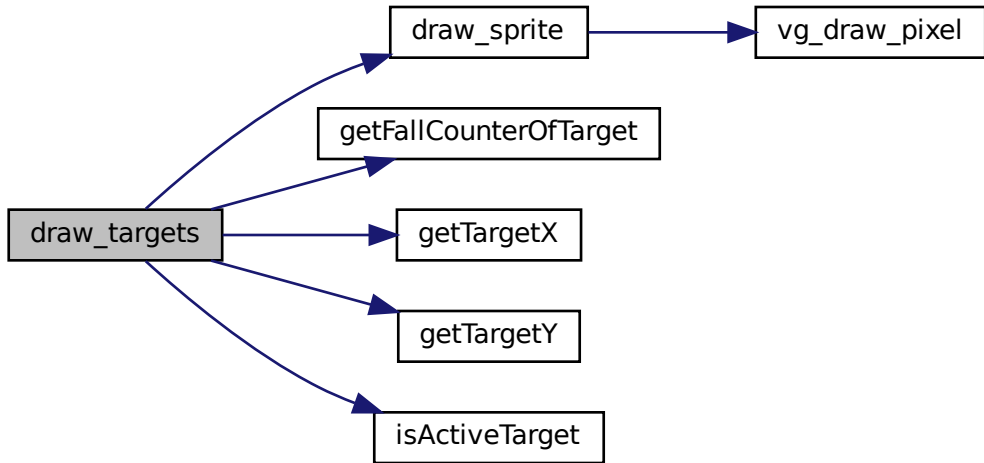 draw_sprite
vg_draw_pixel
getFallCounterOfTarget
draw_targets
getTargetX
getTargetY
isActiveTarget